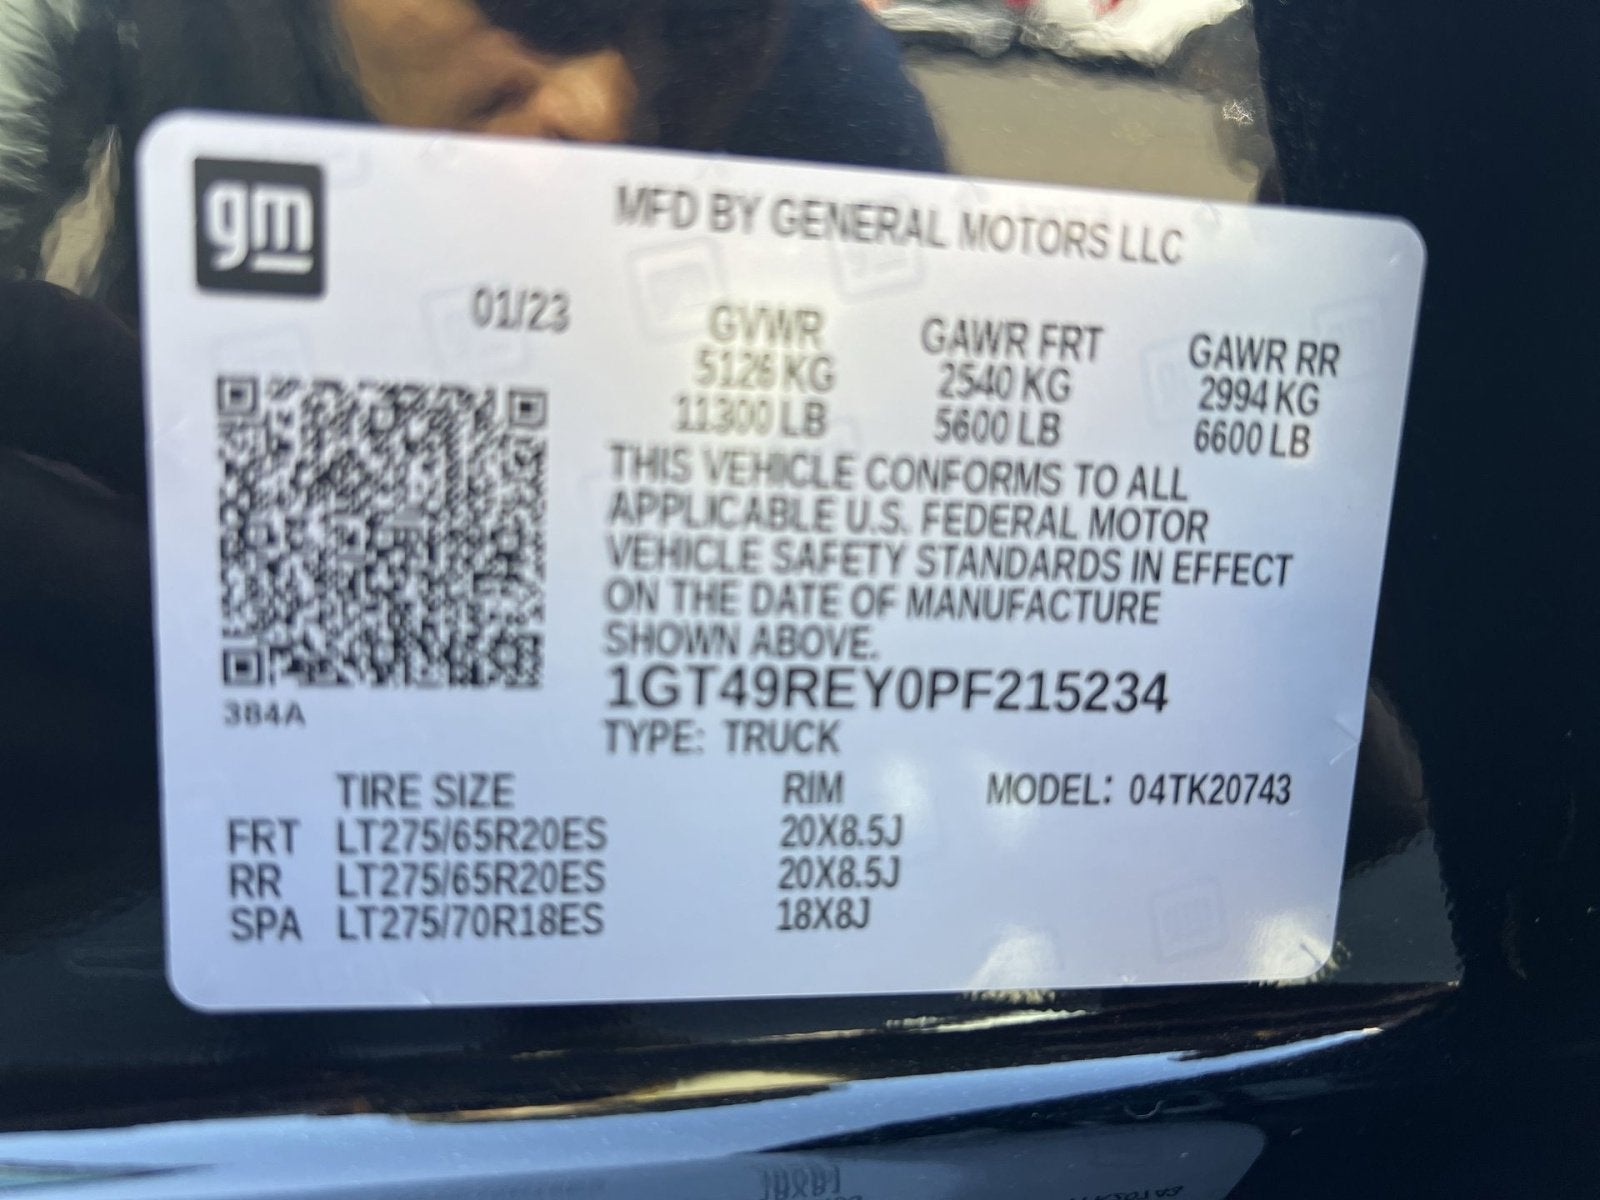 gm
MFD BY GENERAL MOTORS LLC
01/23
GVWR GAWR FRT GAWR RR
5126 KG 2540 KG 2994 KG
11300 LB 5600 LB 6600 LB
THIS VEHICLE CONFORMS TO ALL
APPLICABLE U.S. FEDERAL MOTOR
VEHICLE SAFETY STANDARDS IN EFFECT
ON THE DATE OF MANUFACTURE
SHOWN ABOVE.
1GT49REY0PF215234
384A
TYPE: TRUCK
TIRE SIZE RIM MODEL: 04TK20743
FRT LT275/65R20ES 20X8.5J
RR LT275/65R20ES 20X8.5J
SPA LT275/70R18ES 18X8J